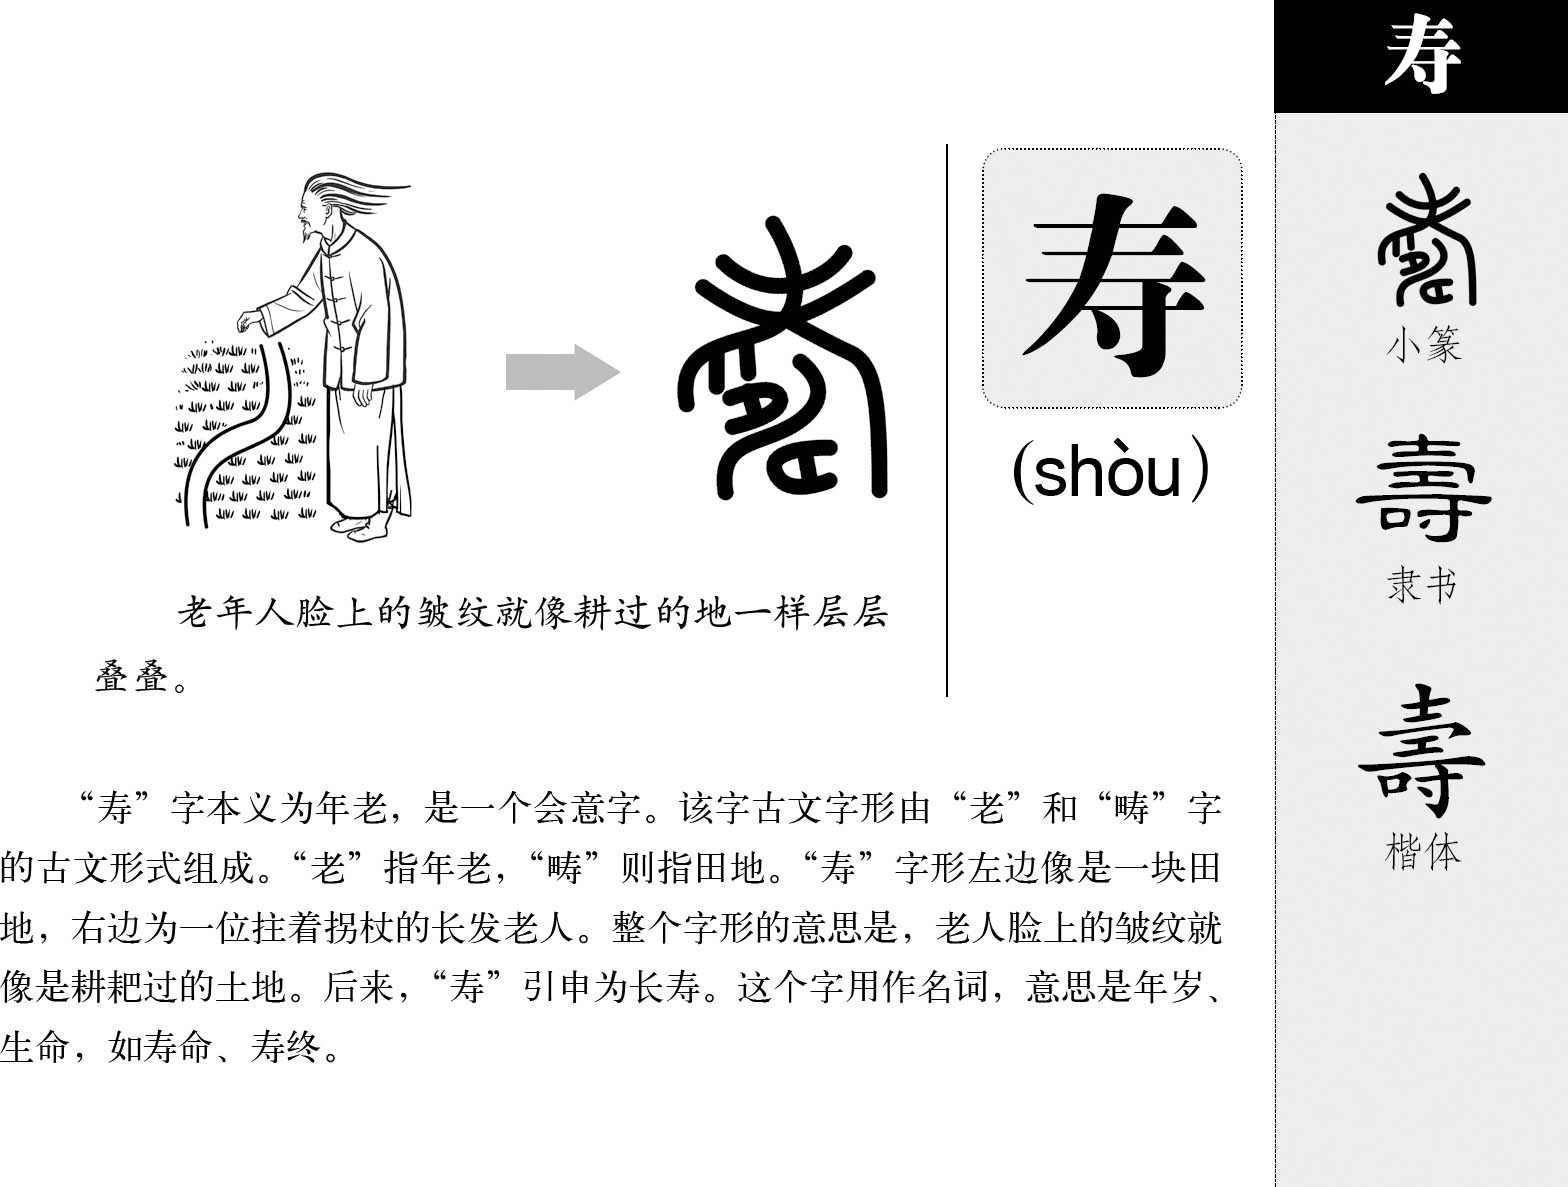 寿
寿
(shòu)
老年人脸上的皱纹就像耕过的地一样层层
叠叠。
“寿”字本义为年老，是一个会意字。该字古文字形由“老”和“畴”字
的古文形式组成。“老”指年老，“畴”则指田地。“寿”字形左边像是一块田
地，右边为一位拄着拐杖的长发老人。整个字形的意思是，老人脸上的皱纹就
像是耕耙过的土地。后来，“寿”引申为长寿。这个字用作名词，意思是年岁、
生命，如寿命、寿终。
小篆
壽
隶书
壽
楷体